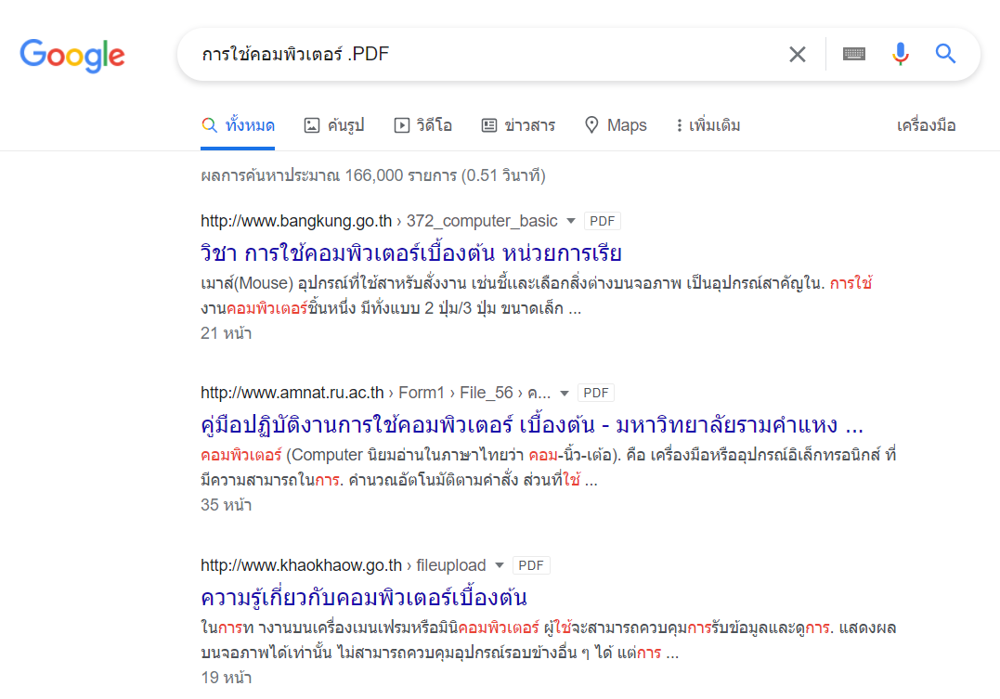 Google
การใช้คอมพิวเตอร์ .PDF
ทั้งหมด ค้นรูป วิดีโอ ข่าวสาร Maps เพิ่มเติม เครื่องมือ
ผลการค้นหาประมาณ 166,000 รายการ (0.51 วินาที)
http://www.bangkung.go.th › 372_computer_basic PDF
วิชา การใช้คอมพิวเตอร์เบื้องต้น หน่วยการเรีย
เมาส์(Mouse) อุปกรณ์ที่ใช้สาหรับสั่งงาน เช่นชี้และเลือกสิ่งต่างบนจอภาพ เป็นอุปกรณ์สาคัญใน. การใช้
งานคอมพิวเตอร์ชิ้นหนึ่ง มีทั้งแบบ 2 ปุ่ม/3 ปุ่ม ขนาดเล็ก ...
21 หน้า
http://www.amnat.ru.ac.th › Form1 › File_56 › ค... PDF
คู่มือปฏิบัติงานการใช้คอมพิวเตอร์ เบื้องต้น - มหาวิทยาลัยรามคำแหง ...
คอมพิวเตอร์ (Computer นิยมอ่านในภาษาไทยว่า คอม-นิ้ว-เต้อ). คือ เครื่องมือหรืออุปกรณ์อิเล็กทรอนิกส์ ที่
มีความสามารถในการ. คำนวณอัตโนมัติตามคำสั่ง ส่วนที่ใช้ ...
35 หน้า
http://www.khaokhaow.go.th › fileupload PDF
ความรู้เกี่ยวกับคอมพิวเตอร์เบื้องต้น
ในการท างานบนเครื่องเมนเฟรมหรือมินิคอมพิวเตอร์ ผู้ใช้จะสามารถควบคุมการรับข้อมูลและดูการ. แสดงผล
บนจอภาพได้เท่านั้น ไม่สามารถควบคุมอุปกรณ์รอบข้างอื่น ๆ ได้ แต่การ ...
19 หน้า